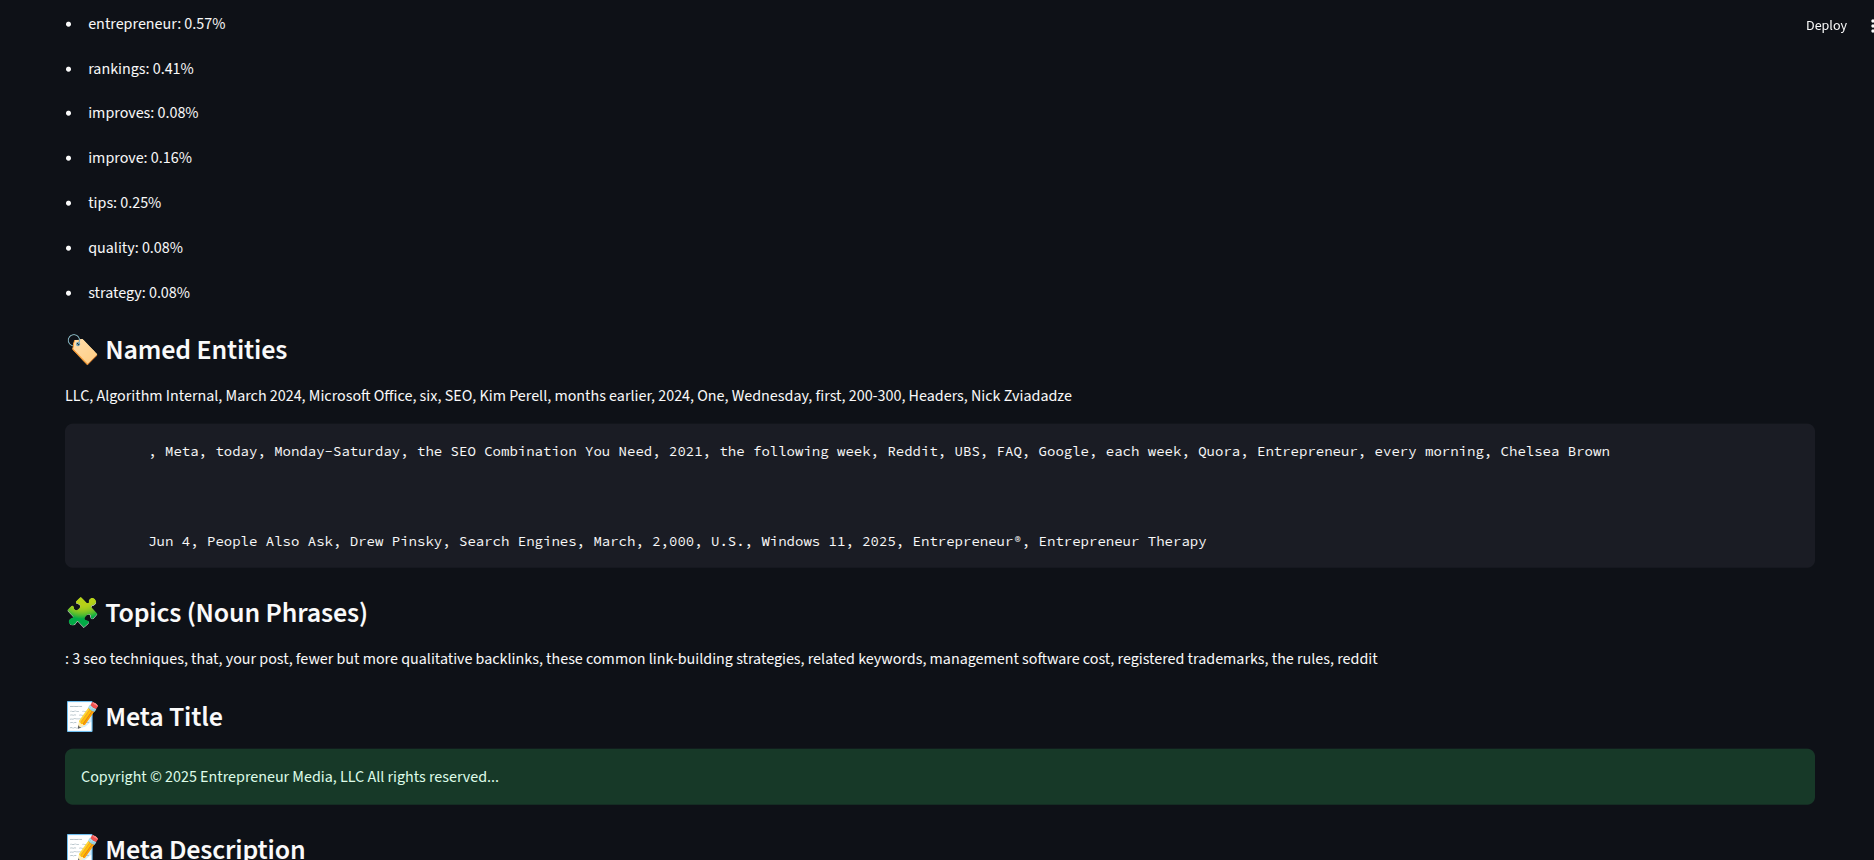 entrepreneur: 0.57%
Deploy
rankings: 0.41%
improves: 0.08%
improve: 0.16%
tips: 0.25%
quality: 0.08%
strategy: 0.08%
Named Entities
LLC, Algorithm Internal, March 2024, Microsoft Office, six, SEO, Kim Perell, months earlier, 2024, One, Wednesday, first, 200-300, Headers, Nick Zviadadze
, Meta, today, Monday-Saturday, the SEO Combination You Need, 2021, the following week, Reddit, UBS, FAQ, Google, each week, Quora, Entrepreneur, every morning, Chelsea Brown
Jun 4, People Also Ask, Drew Pinsky, Search Engines, March, 2,000, U.S., Windows 11, 2025, Entrepreneur®, Entrepreneur Therapy
Topics (Noun Phrases)
: 3 seo techniques, that, your post, fewer but more qualitative backlinks, these common link-building strategies, related keywords, management software cost, registered trademarks, the rules, reddit
Meta Title
Copyright © 2025 Entrepreneur Media, LLC All rights reserved...
Meta Description